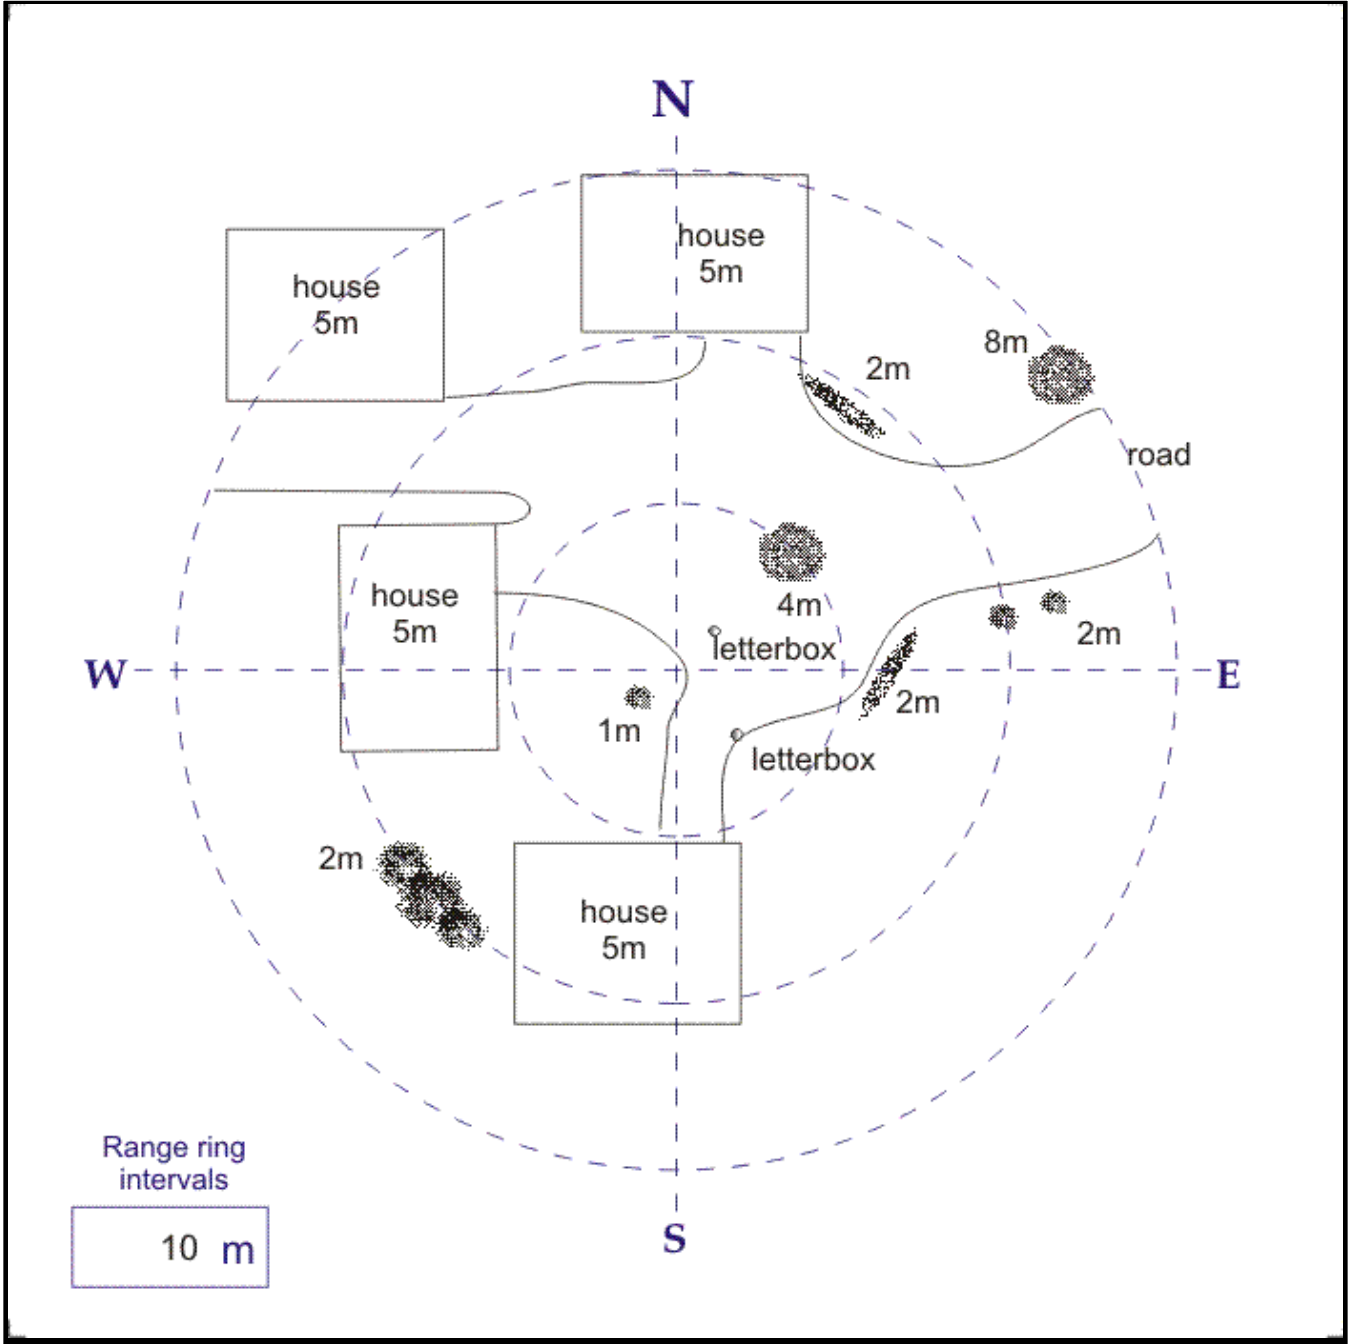 N
house
5m
house
5m
8m
2m
road
house
5m
4m
2m
letterbox
W
E
1m
2m
letterbox
2m
house
5m
Range ring
intervals
10 m
S